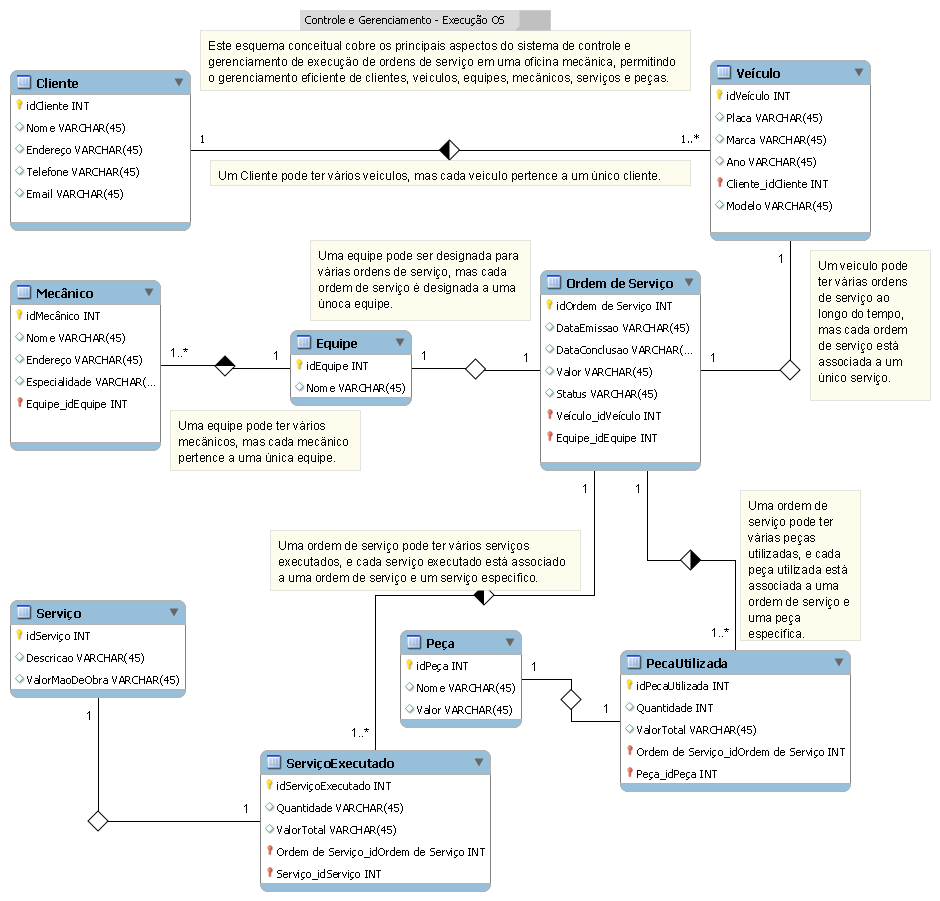 Controle e Gerenciamento - Execução OS
Este esquema conceitual cobre os principais aspectos do sistema de controle e
gerenciamento de execução de ordens de serviço em uma oficina mecânica, permitindo
o gerenciamento eficiente de clientes, veículos, equipes, mecânicos, serviços e peças.
Cliente
idCliente INT
Nome VARCHAR(45)
Endereço VARCHAR(45)
Telefone VARCHAR(45)
Email VARCHAR(45)
1
1..*
Um Cliente pode ter vários veículos, mas cada veículo pertence a um único cliente.
Veículo
idVeículo INT
Placa VARCHAR(45)
Marca VARCHAR(45)
Ano VARCHAR(45)
Cliente_idCliente INT
Modelo VARCHAR(45)
1
Um veículo pode
ter várias ordens
de serviço ao
longo do tempo,
mas cada ordem
de serviço está
associada a um
único serviço.
Uma equipe pode ser designada para
várias ordens de serviço, mas cada
ordem de serviço é designada a uma
únoca equipe.
Mecânico
idMecânico INT
Nome VARCHAR(45)
Endereço VARCHAR(45)
Especialidade VARCHAR(...
Equipe_idEquipe INT
1..*
1
Equipe
idEquipe INT
Nome VARCHAR(45)
1
1
Ordem de Serviço
idOrdem de Serviço INT
DataEmissao VARCHAR(45)
DataConclusao VARCHAR(...
Valor VARCHAR(45)
Status VARCHAR(45)
Veículo_idVeículo INT
Equipe_idEquipe INT
1
Uma equipe pode ter vários
mecânicos, mas cada mecânico
pertence a uma única equipe.
1
1
Uma ordem de
serviço pode ter
várias peças
utilizadas, e cada
peça utilizada está
associada a uma
ordem de serviço e
uma peça
especifica.
1..*
Uma ordem de serviço pode ter vários serviços
executados, e cada serviço executado está associado
a uma ordem de serviço e um serviço especifico.
Serviço
idServiço INT
Descricao VARCHAR(45)
ValorMaoDeObra VARCHAR(45)
1
Peça
idPeça INT
Nome VARCHAR(45)
Valor VARCHAR(45)
1
1
PecaUtilizada
idPecaUtilizada INT
Quantidade INT
ValorTotal VARCHAR(45)
Ordem de Serviço_idOrdem de Serviço INT
Peça_idPeça INT
1..*
1
ServiçoExecutado
idServiçoExecutado INT
Quantidade VARCHAR(45)
ValorTotal VARCHAR(45)
Ordem de Serviço_idOrdem de Serviço INT
Serviço_idServiço INT